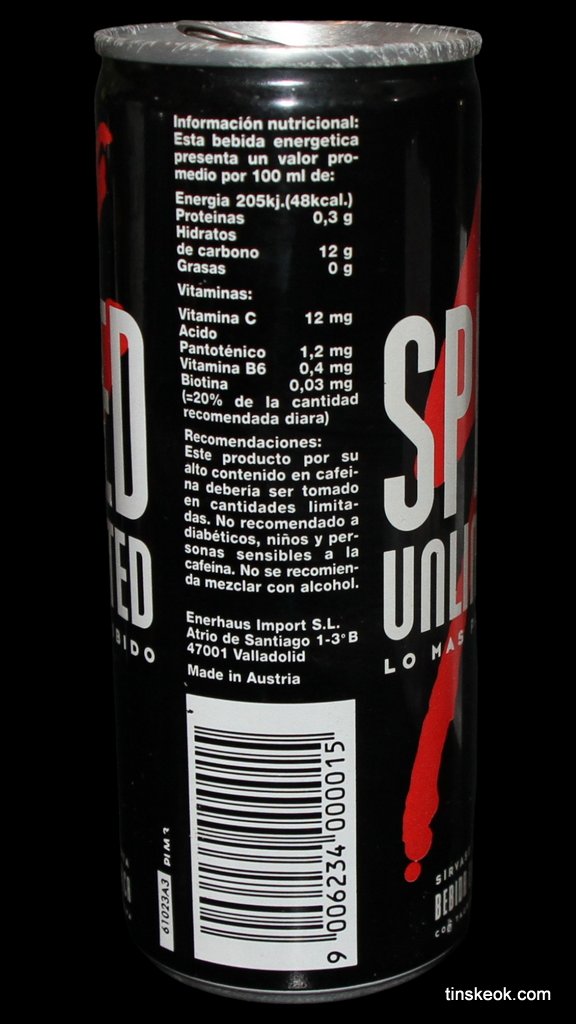 Información nutricional:
Esta bebida energetica
presenta un valor pro-
medio por 100 ml de:
Energia 205kj.(48kcal.)
Proteinas 0,3 g
Hidratos
de carbono 12 g
Grasas 0 g
Vitaminas:
Vitamina C 12 mg
Acido
Pantoténico 1,2 mg
Vitamina B6 0,4 mg
Biotina 0,03 mg
(=20% de la cantidad
recomendada diara)
Recomendaciones:
Este producto por su
alto contenido en cafei-
na deberia ser tomado
en cantidades limita-
das. No recomendado a
diabéticos, niños y per-
sonas sensibles a la
cafeína. No se recomien-
da mezclar con alcohol.
Enerhaus Import S.L.
Atrio de Santiago 1-3°B
47001 Valladolid
Made in Austria
9 006234 000015
61023A3
ED
TED
BIDO
SP
UNLI
LO MAS
SIRVAS
BEBIDA
tinskeok.com